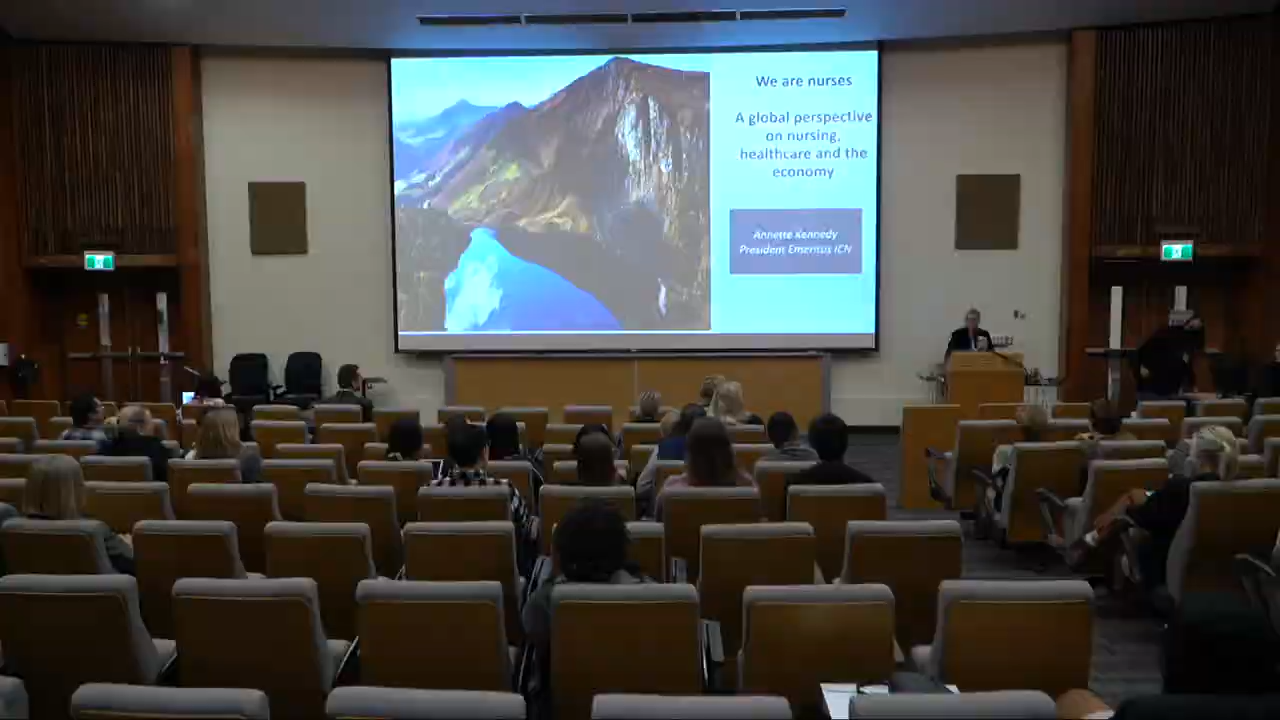 We are nurses
A global perspective
on nursing,
healthcare and the
economy
Annette Kennedy
President Emeritus ICN